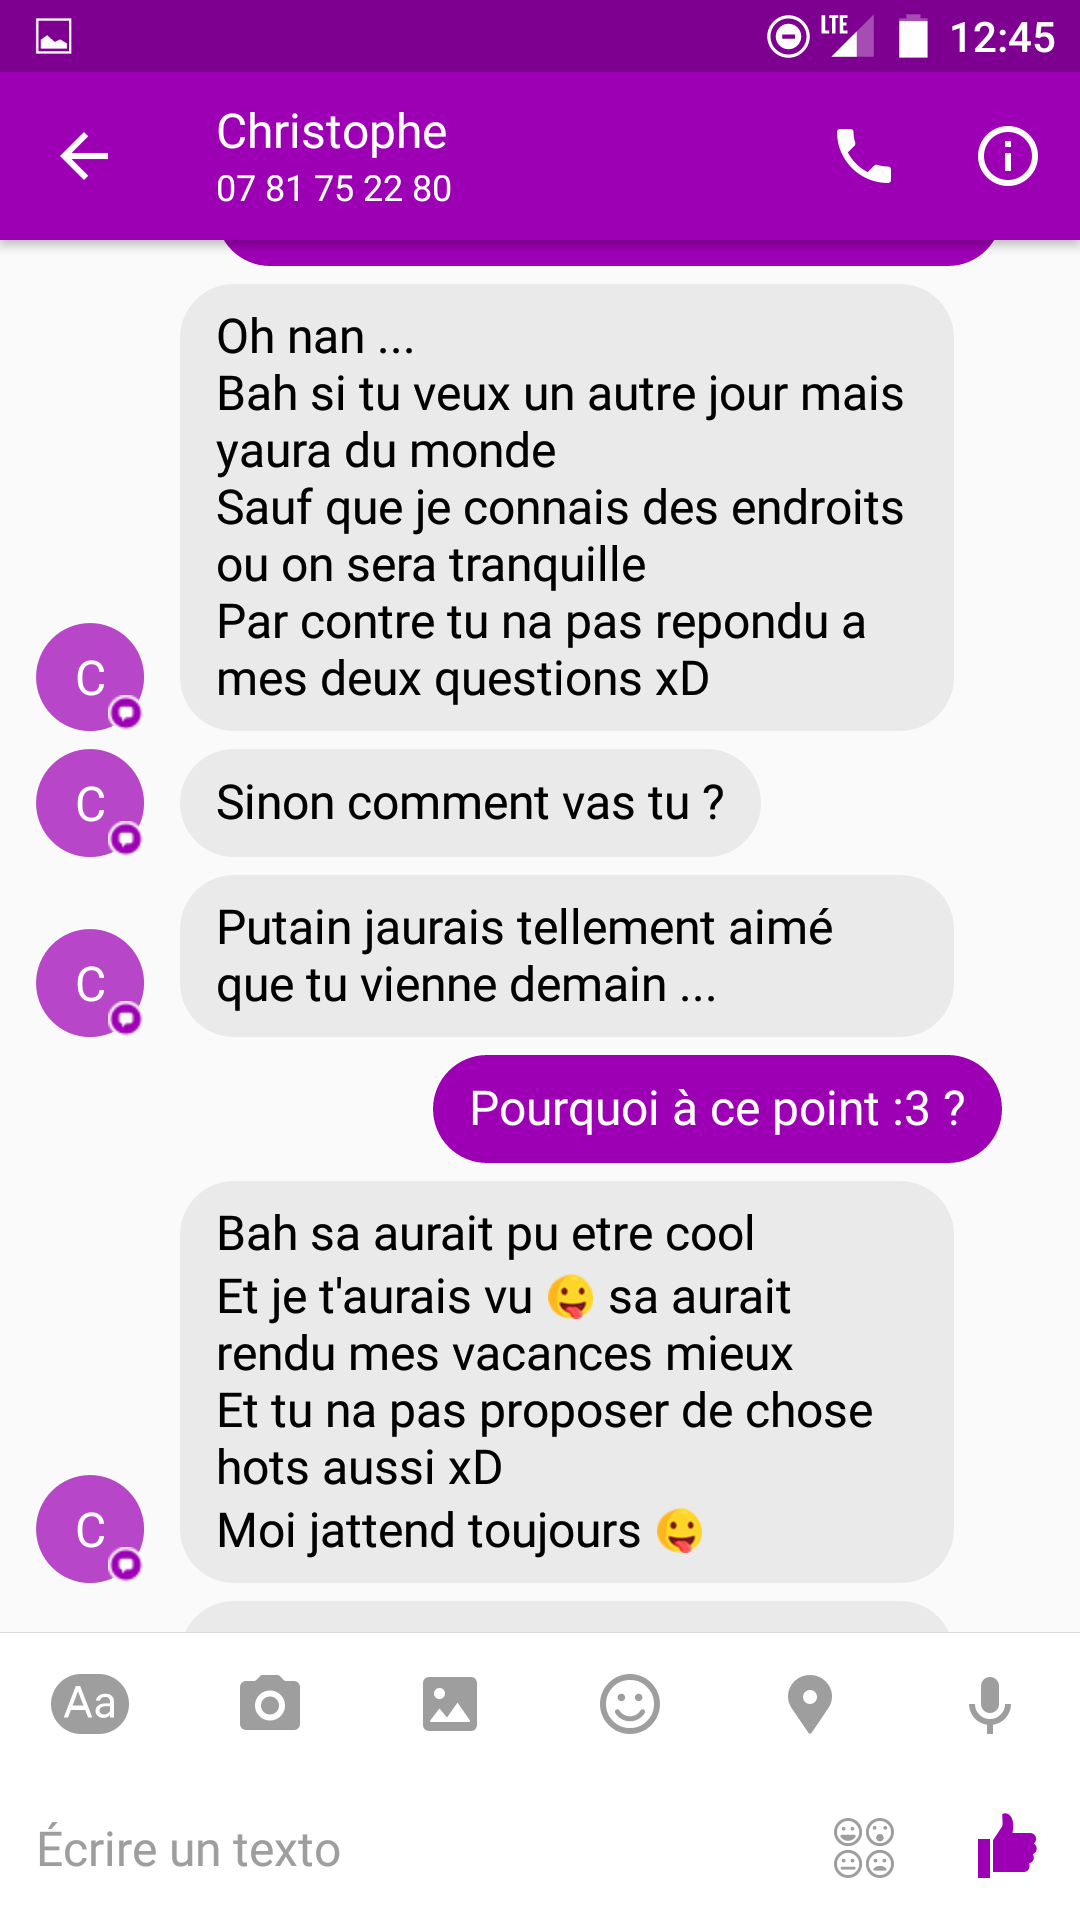 LTE 12:45
Christophe
07 81 75 22 80
Oh nan ...
Bah si tu veux un autre jour mais
yaura du monde
Sauf que je connais des endroits
ou on sera tranquille
Par contre tu na pas repondu a
mes deux questions xD
C
C
Sinon comment vas tu ?
Putain jaurais tellement aimé
que tu vienne demain ...
C
Pourquoi à ce point :3 ?
Bah sa aurait pu etre cool
Et je t'aurais vu 😛 sa aurait
rendu mes vacances mieux
Et tu na pas proposer de chose
hots aussi xD
Moi jattend toujours 😛
C
Aa
Écrire un texto